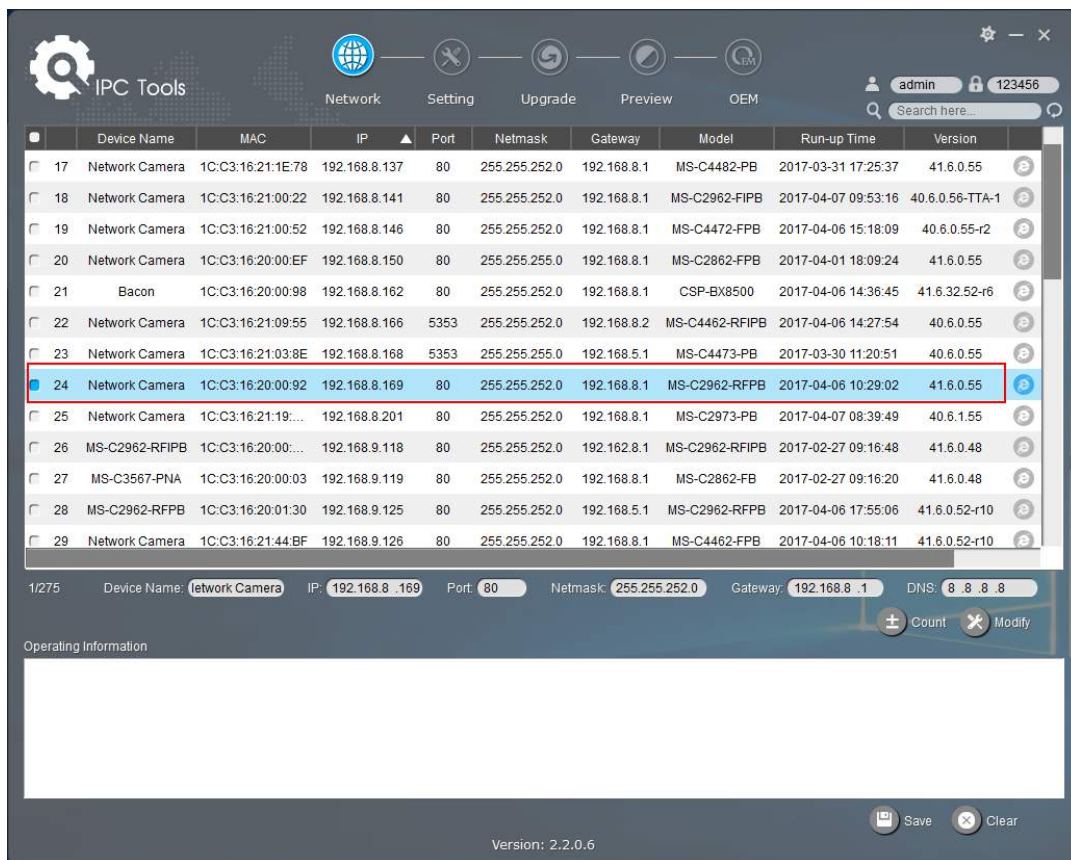 IPC Tools
Network Setting Upgrade Preview OEM
OEM
admin 123456
Search here...
Device Name MAC IP Port Netmask Gateway Model Run-up Time Version
17 Network Camera 1C:C3:16:21:1E:78 192.168.8.137 80 255.255.252.0 192.168.8.1 MS-C4482-PB 2017-03-31 17:25:37 41.6.0.55
18 Network Camera 1C:C3:16:21:00:22 192.168.8.141 80 255.255.252.0 192.168.8.1 MS-C2962-FIPB 2017-04-07 09:53:16 40.6.0.56-TTA-1
19 Network Camera 1C:C3:16:21:00:52 192.168.8.146 80 255.255.252.0 192.168.8.1 MS-C4472-FPB 2017-04-06 15:18:09 40.6.0.55-r2
20 Network Camera 1C:C3:16:20:00:EF 192.168.8.150 80 255.255.255.0 192.168.8.1 MS-C2862-FPB 2017-04-01 18:09:24 41.6.0.55
21 Bacon 1C:C3:16:20:00:98 192.168.8.162 80 255.255.252.0 192.168.8.1 CSP-BX8500 2017-04-06 14:36:45 41.6.32.52-r6
22 Network Camera 1C:C3:16:21:09:55 192.168.8.166 5353 255.255.252.0 192.168.8.2 MS-C4462-RFIPB 2017-04-06 14:27:54 40.6.0.55
23 Network Camera 1C:C3:16:21:03:8E 192.168.8.168 5353 255.255.255.0 192.168.5.1 MS-C4473-PB 2017-03-30 11:20:51 40.6.0.55
24 Network Camera 1C:C3:16:20:00:92 192.168.8.169 80 255.255.252.0 192.168.8.1 MS-C2962-RFPB 2017-04-06 10:29:02 41.6.0.55
25 Network Camera 1C:C3:16:21:19:... 192.168.8.201 80 255.255.252.0 192.168.8.1 MS-C2973-PB 2017-04-07 08:39:49 40.6.1.55
26 MS-C2962-RFIPB 1C:C3:16:20:00:... 192.168.9.118 80 255.255.252.0 192.162.8.1 MS-C2962-RFIPB 2017-02-27 09:16:48 41.6.0.48
27 MS-C3567-PNA 1C:C3:16:20:00:03 192.168.9.119 80 255.255.252.0 192.168.8.1 MS-C2862-FB 2017-02-27 09:16:20 41.6.0.48
28 MS-C2962-RFPB 1C:C3:16:20:01:30 192.168.9.125 80 255.255.252.0 192.168.5.1 MS-C2962-RFPB 2017-04-06 17:55:06 41.6.0.52-r10
29 Network Camera 1C:C3:16:21:44:BF 192.168.9.126 80 255.255.252.0 192.168.8.1 MS-C4462-FPB 2017-04-06 10:18:11 41.6.0.52-r10
1/275 Device Name: etwork Camera IP: 192.168.8 .169 Port: 80 Netmask: 255.255.252.0 Gateway: 192.168.8 .1 DNS: 8 .8 .8 .8
Count Modify
Operating Information
Save Clear
Version: 2.2.0.6